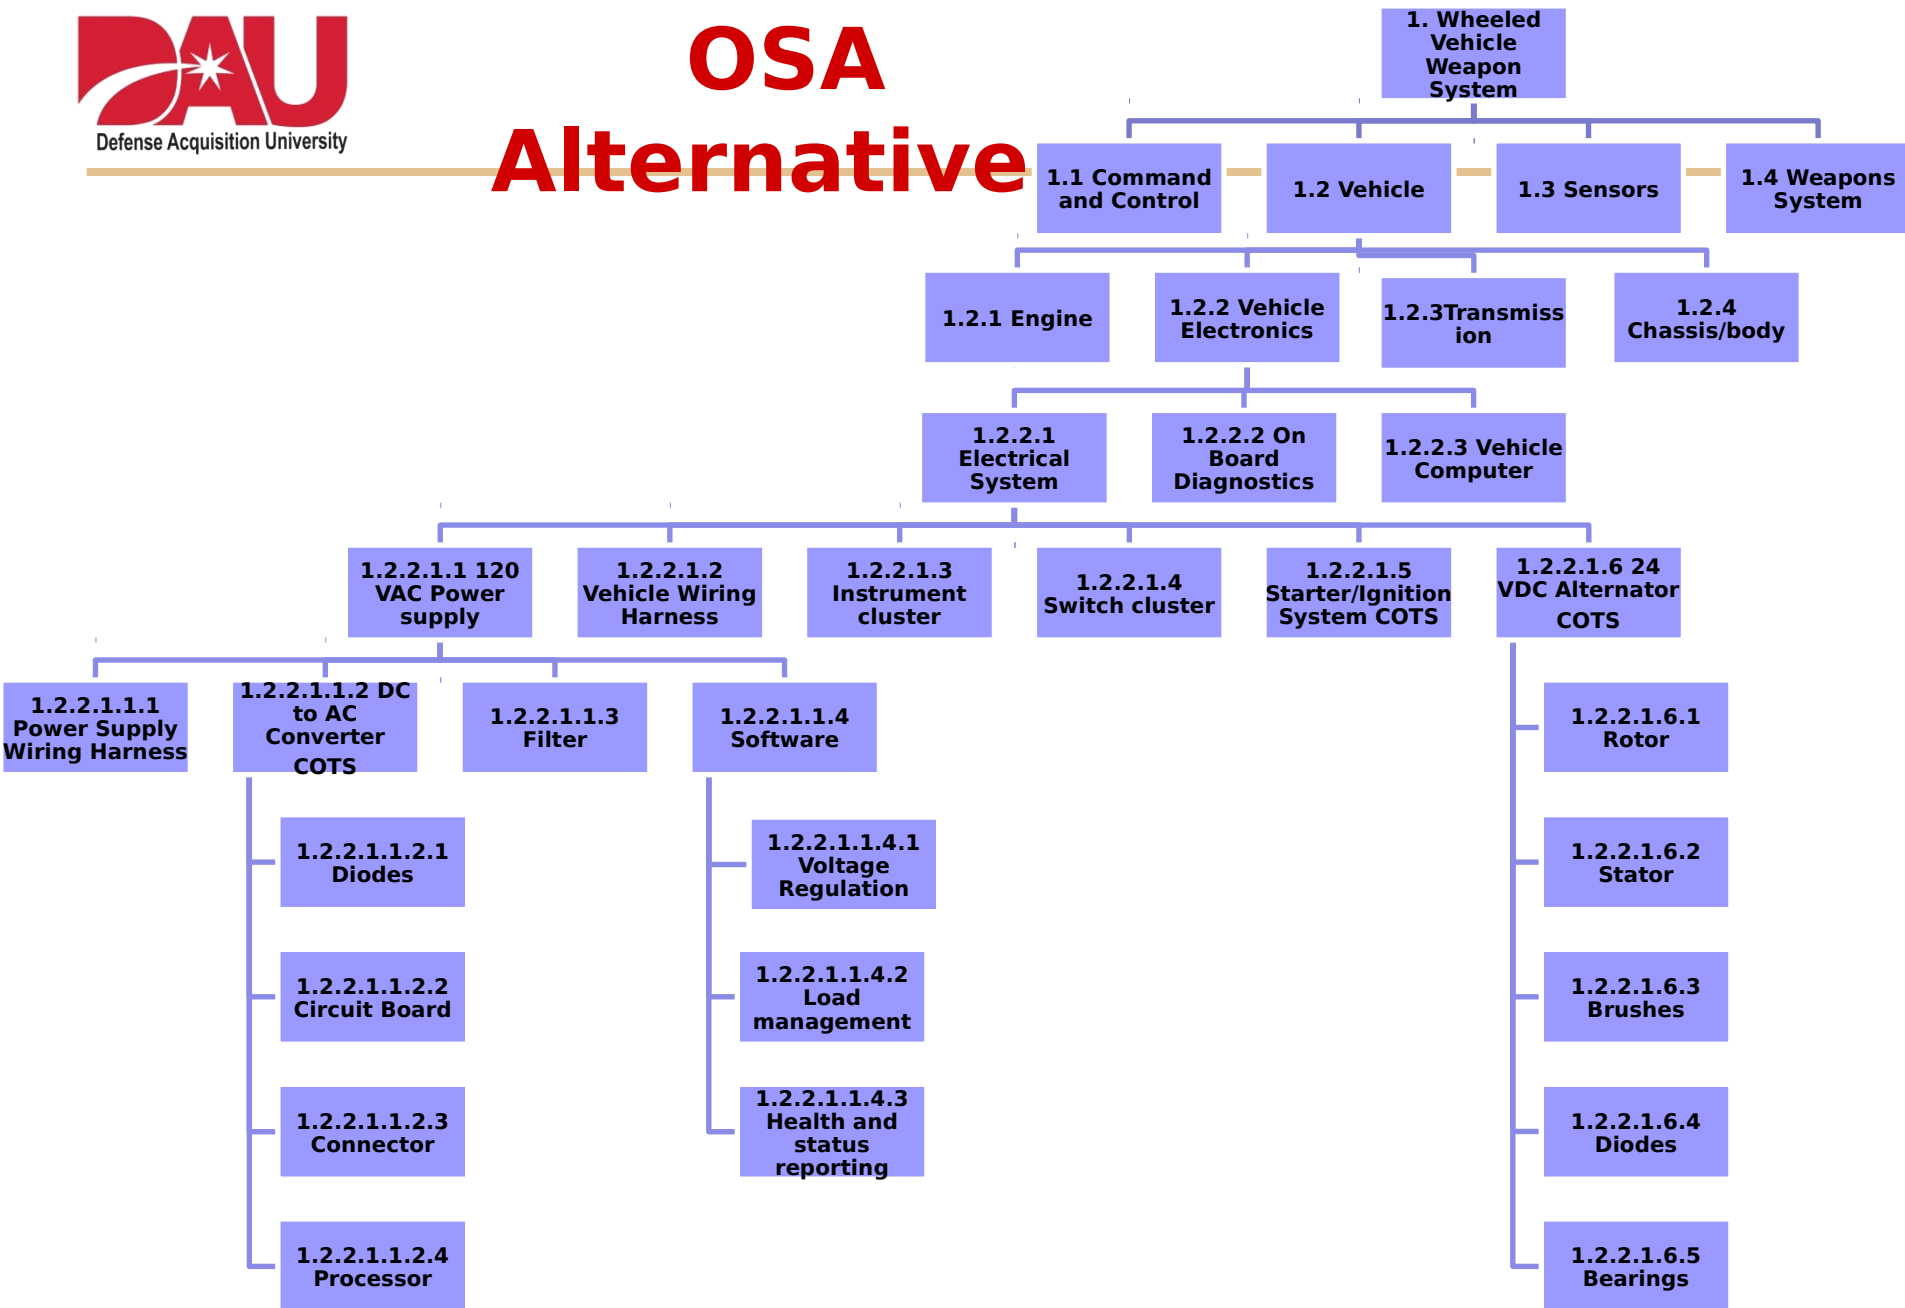 DAU
Defense Acquisition University
OSA
Alternative
1. Wheeled
Vehicle
Weapon
System
1.1 Command
and Control
1.2 Vehicle
1.3 Sensors
1.4 Weapons
System
1.2.1 Engine
1.2.2 Vehicle
Electronics
1.2.3Transmiss
ion
1.2.4
Chassis/body
1.2.2.1
Electrical
System
1.2.2.2 On
Board
Diagnostics
1.2.2.3 Vehicle
Computer
1.2.2.1.1 120
VAC Power
supply
1.2.2.1.2
Vehicle Wiring
Harness
1.2.2.1.3
Instrument
cluster
1.2.2.1.4
Switch cluster
1.2.2.1.5
Starter/Ignition
System COTS
1.2.2.1.6 24
VDC Alternator
COTS
1.2.2.1.1.1
Power Supply
Wiring Harness
1.2.2.1.1.2 DC
to AC
Converter
COTS
1.2.2.1.1.3
Filter
1.2.2.1.1.4
Software
1.2.2.1.6.1
Rotor
1.2.2.1.1.2.1
Diodes
1.2.2.1.1.4.1
Voltage
Regulation
1.2.2.1.6.2
Stator
1.2.2.1.1.2.2
Circuit Board
1.2.2.1.1.4.2
Load
management
1.2.2.1.6.3
Brushes
1.2.2.1.1.2.3
Connector
1.2.2.1.1.4.3
Health and
status
reporting
1.2.2.1.6.4
Diodes
1.2.2.1.1.2.4
Processor
1.2.2.1.6.5
Bearings